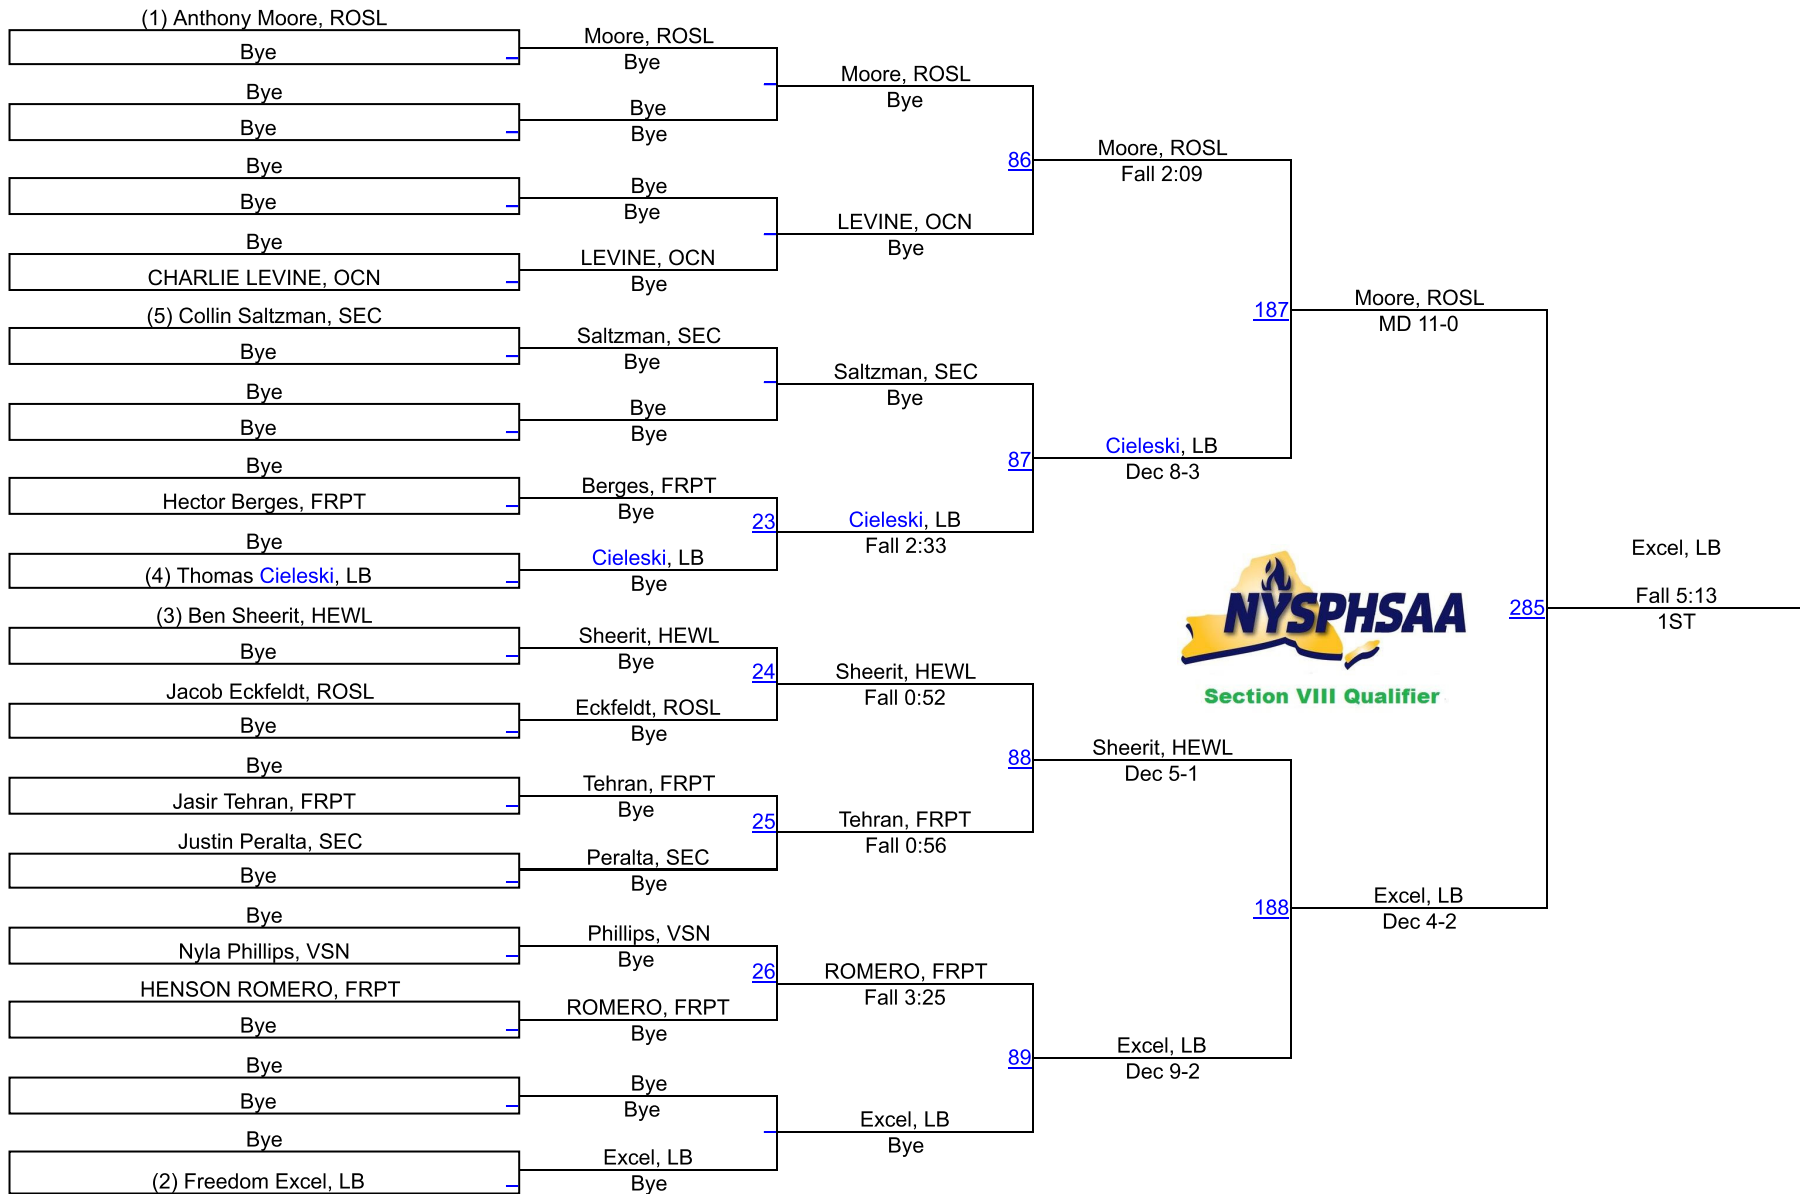 (1) Anthony Moore, ROSL
Bye
Bye
Bye
Bye
Bye
Bye
CHARLIE LEVINE, OCN
(5) Collin Saltzman, SEC
Bye
Bye
Bye
Bye
Hector Berges, FRPT
Bye
(4) Thomas Cieleski, LB
(3) Ben Sheerit, HEWL
Bye
Jacob Eckfeldt, ROSL
Bye
Bye
Jasir Tehran, FRPT
Justin Peralta, SEC
Bye
Bye
Nyla Phillips, VSN
HENSON ROMERO, FRPT
Bye
Bye
Bye
Bye
(2) Freedom Excel, LB
Moore, ROSL
Bye
Bye
Bye
Bye
Bye
LEVINE, OCN
Bye
Saltzman, SEC
Bye
Bye
Bye
Berges, FRPT
Bye
23
Cieleski, LB
Bye
Sheerit, HEWL
Bye
24
Eckfeldt, ROSL
Bye
Tehran, FRPT
Bye
25
Peralta, SEC
Bye
Phillips, VSN
Bye
26
ROMERO, FRPT
Bye
Bye
Bye
Excel, LB
Bye
Moore, ROSL
Bye
86
LEVINE, OCN
Bye
Saltzman, SEC
Bye
87
Cieleski, LB
Fall 2:33
Sheerit, HEWL
Fall 0:52
88
Tehran, FRPT
Fall 0:56
ROMERO, FRPT
Fall 3:25
89
Excel, LB
Bye
Moore, ROSL
Fall 2:09
187
Cieleski, LB
Dec 8-3
Sheerit, HEWL
Dec 5-1
188
Excel, LB
Dec 9-2
Moore, ROSL
MD 11-0
NYSPHSAA
Section VIII Qualifier
285
Excel, LB
Dec 4-2
Excel, LB
Fall 5:13
1ST